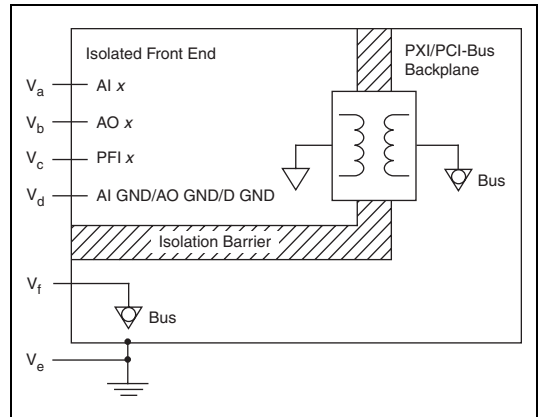 Isolated Front End
PXI/PCI-Bus
Backplane
Va
AI x
Vb
AO x
Vc
PFI x
Vd
AI GND/AO GND/D GND
Bus
Isolation Barrier
Vf
Bus
Ve